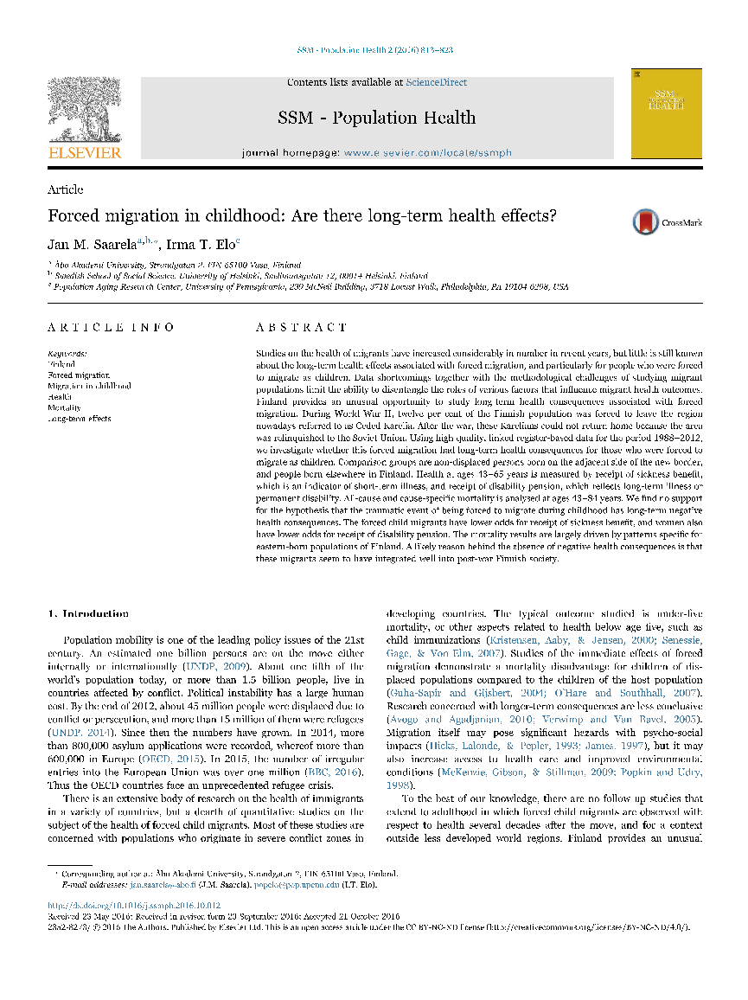 SSM - Population Health 2 (2016) 813–823
Contents lists available at ScienceDirect
SSM - Population Health
journal homepage: www.elsevier.com/locate/ssmph
ELSEVIER
SSM
POPULATION
HEALTH
Article
Forced migration in childhood: Are there long-term health effects?
CrossMark
Jan M. Saarela a,b,*, Irma T. Elo c
a Åbo Akademi University, Strandgatan 2, FIN-65100 Vasa, Finland
b Swedish School of Social Science, University of Helsinki, Snellmansgatan 12, 00014 Helsinki, Finland
c Population Aging Research Center, University of Pennsylvania, 239 McNeil Building, 3718 Locust Walk, Philadelphia, PA 19104-6298, USA
ARTICLE INFO
Keywords:
Finland
Forced migration
Migration in childhood
Health
Mortality
Long-term effects
ABSTRACT
Studies on the health of migrants have increased considerably in number in recent years, but little is still known
about the long-term health effects associated with forced migration, and particularly for people who were forced
to migrate as children. Data shortcomings together with the methodological challenges of studying migrant
populations limit the ability to disentangle the roles of various factors that influence migrant health outcomes.
Finland provides an unusual opportunity to study long-term health consequences associated with forced
migration. During World War II, twelve per cent of the Finnish population was forced to leave the region
nowadays referred to as Ceded Karelia. After the war, these Karelians could not return home because the area
was relinquished to the Soviet Union. Using high-quality, linked register-based data for the period 1988–2012,
we investigate whether this forced migration had long-term health consequences for those who were forced to
migrate as children. Comparison groups are non-displaced persons born on the adjacent side of the new border,
and people born elsewhere in Finland. Health at ages 43–65 years is measured by receipt of sickness benefit,
which is an indicator of short-term illness, and receipt of disability pension, which reflects long-term illness or
permanent disability. All-cause and cause-specific mortality is analysed at ages 43–84 years. We find no support
for the hypothesis that the traumatic event of being forced to migrate during childhood has long-term negative
health consequences. The forced child migrants have lower odds for receipt of sickness benefit, and women also
have lower odds for receipt of disability pension. The mortality results are largely driven by patterns specific for
eastern-born populations of Finland. A likely reason behind the absence of negative health consequences is that
these migrants seem to have integrated well into post-war Finnish society.
1. Introduction
Population mobility is one of the leading policy issues of the 21st
century. An estimated one billion persons are on the move either
internally or internationally (UNDP, 2009). About one fifth of the
world's population today, or more than 1.5 billion people, live in
countries affected by conflict. Political instability has a large human
cost. By the end of 2012, about 45 million people were displaced due to
conflict or persecution, and more than 15 million of them were refugees
(UNDP, 2014). Since then the numbers have grown. In 2014, more
than 800,000 asylum applications were recorded, whereof more than
600,000 in Europe (OECD, 2015). In 2015, the number of irregular
entries into the European Union was over one million (BBC, 2016).
Thus the OECD countries face an unprecedented refugee crisis.
There is an extensive body of research on the health of immigrants
in a variety of countries, but a dearth of quantitative studies on the
subject of the health of forced child migrants. Most of these studies are
concerned with populations who originate in severe conflict zones in
developing countries. The typical outcome studied is under-five
mortality, or other aspects related to health below age five, such as
child immunizations (Kristensen, Aaby, & Jensen, 2000; Senessie,
Gage, & Von Elm, 2007). Studies of the immediate effects of forced
migration demonstrate a mortality disadvantage for children of dis-
placed populations compared to the children of the host population
(Guha-Sapir and Gijsbert, 2004; O'Hare and Southhall, 2007).
Research concerned with longer-term consequences are less conclusive
(Avogo and Agadjanian, 2010; Verwimp and Van Bavel, 2005).
Migration itself may pose significant hazards with psycho-social
impacts (Hicks, Lalonde, & Pepler, 1993; James, 1997), but it may
also increase access to health care and improved environmental
conditions (McKenzie, Gibson, & Stillman, 2009; Popkin and Udry,
1998).
To the best of our knowledge, there are no follow up studies that
extend to adulthood in which forced child migrants are observed with
respect to health several decades after the move, and for a context
outside less developed world regions. Finland provides an unusual
* Corresponding author at.: Åbo Akademi University, Strandgatan 2, FIN 65100 Vasa, Finland.
E-mail addresses: jan.saarela@abo.fi (J.M. Saarela), popelo@pop.upenn.edu (I.T. Elo).
http://dx.doi.org/10.1016/j.ssmph.2016.10.012
Received 23 May 2016; Received in revised form 23 September 2016; Accepted 21 October 2016
2352-8273/ © 2016 The Authors. Published by Elsevier Ltd. This is an open access article under the CC BY-NC-ND license (http://creativecommons.org/licenses/BY-NC-ND/4.0/).